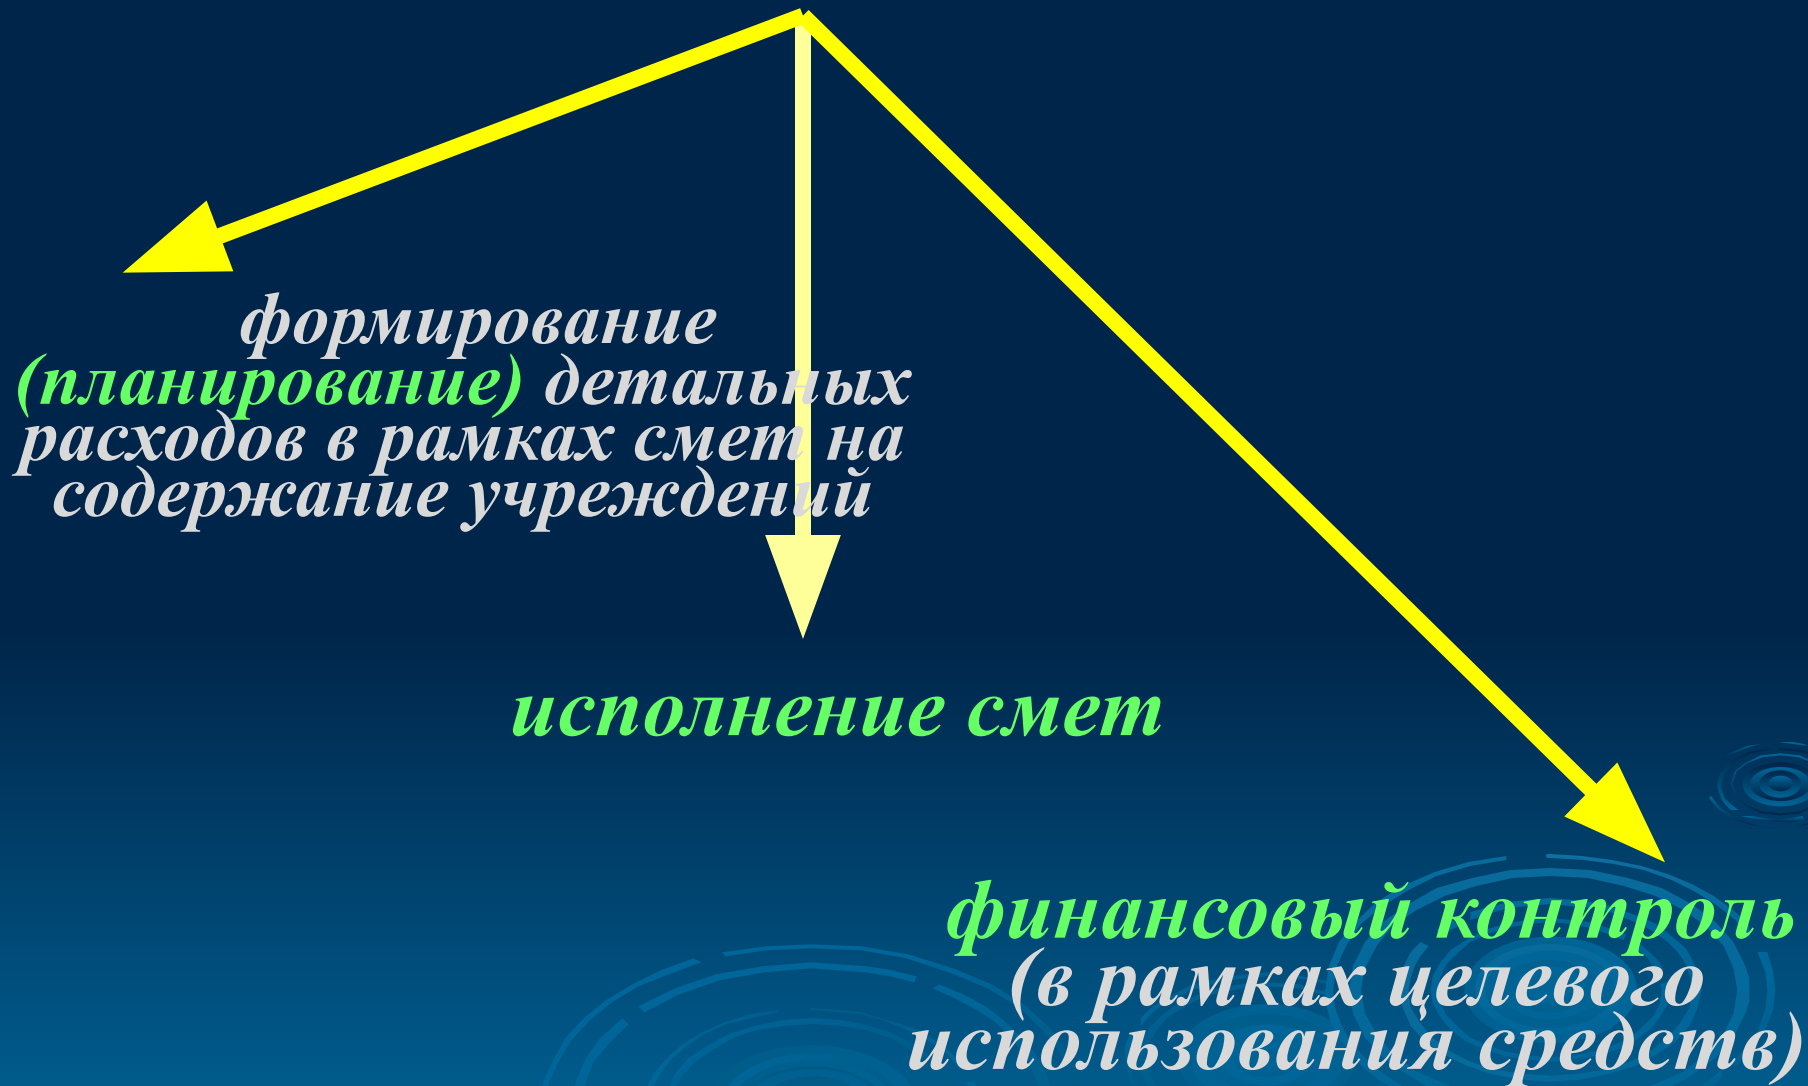 формирование
(планирование) детальных
расходов в рамках смет на
содержание учреждений
исполнение смет
финансовый контроль
(в рамках целевого
использования средств)